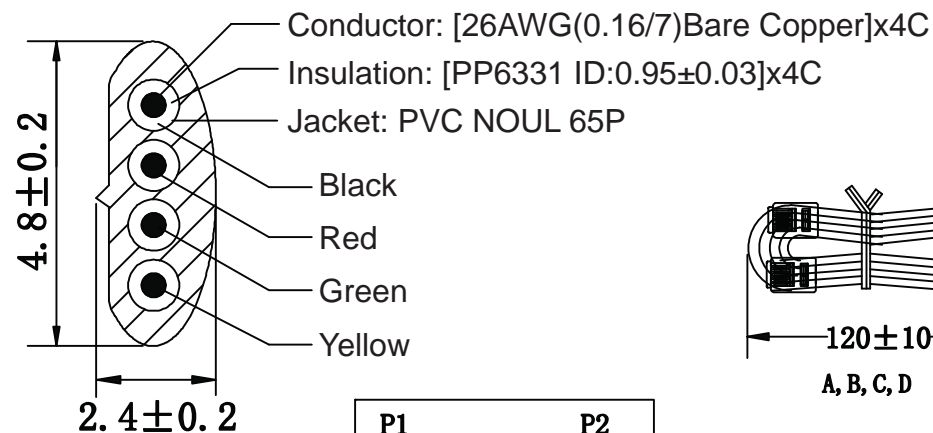 Conductor: [26AWG(0.16/7)Bare Copper]x4C
Insulation: [PP6331 ID:0.95±0.03]x4C
Jacket: PVC NOUL 65P
Black
Red
Green
Yellow
4.8±0.2
2.4±0.2
120±10
A,B,C,D
P1 P2